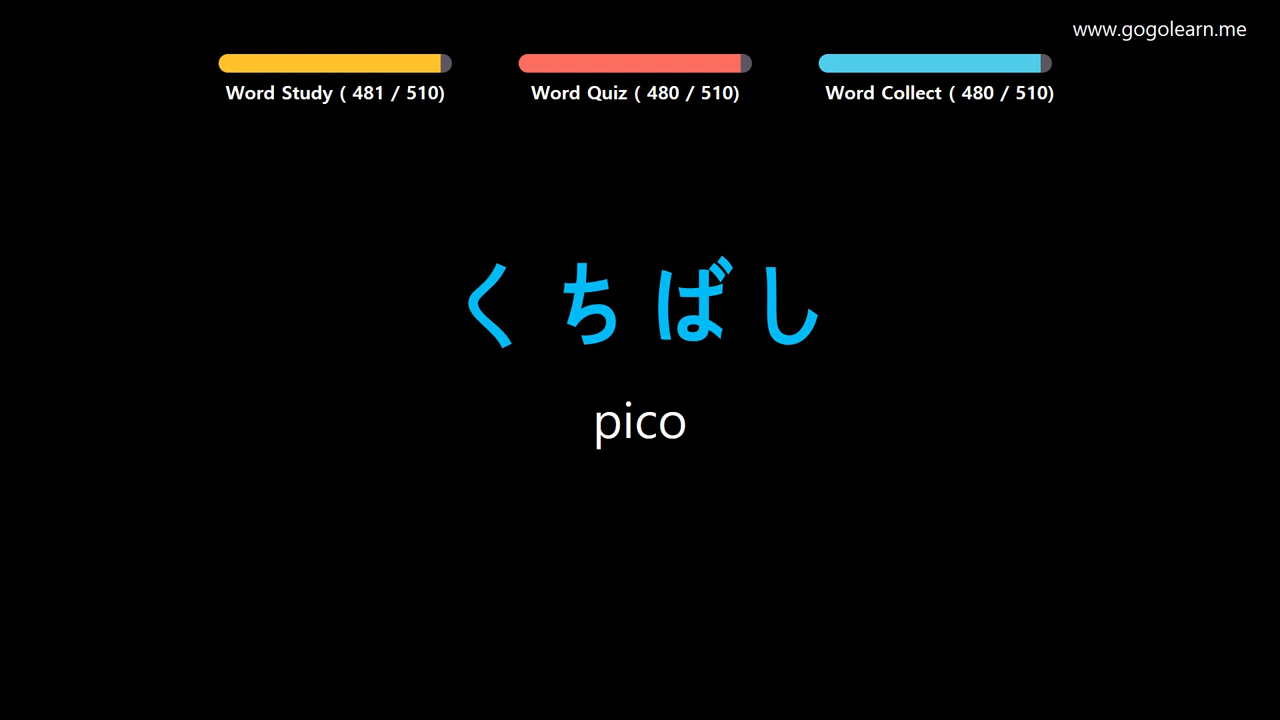 www.gogolearn.me
Word Study ( 481 / 510)
Word Quiz ( 480 / 510)
Word Collect ( 480 / 510)
くちばし
pico